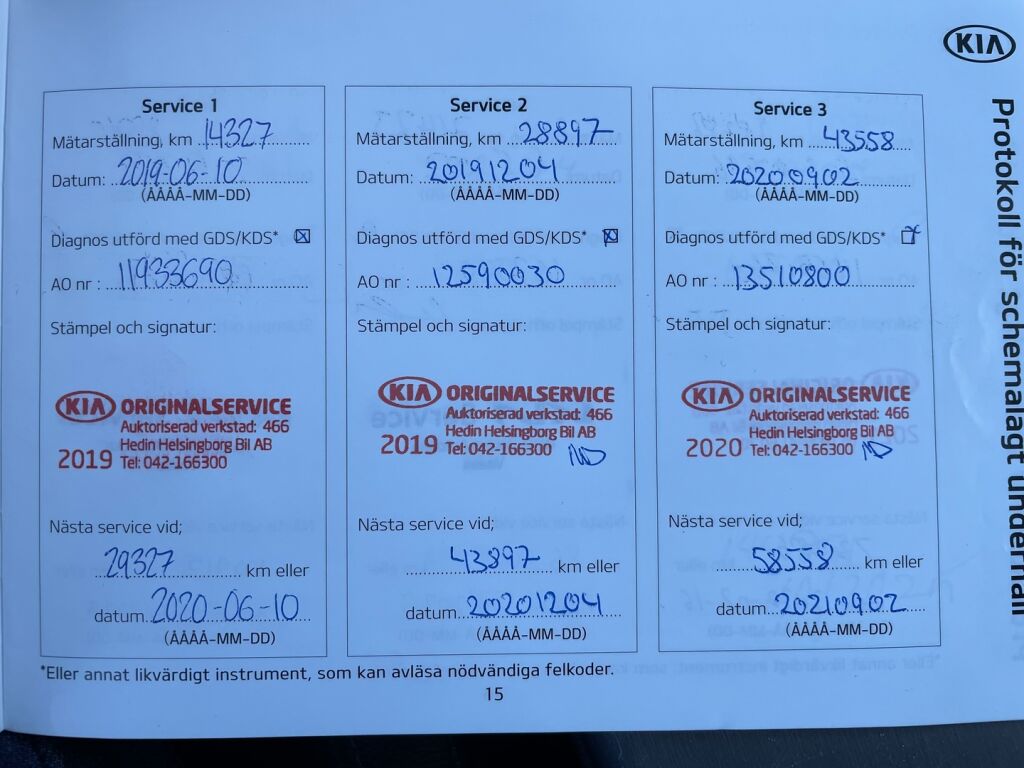 KIA
Protokoll för schemalagt underhåll
Service 1
Mätarställning, km 14327
Datum: 2019-06-10
(ÅÅÅÅ-MM-DD)
Diagnos utförd med GDS/KDS*
AO nr : 11933690
Stämpel och signatur:
KIA ORIGINALSERVICE
Auktoriserad verkstad: 466
Hedin Helsingborg Bil AB
2019 Tel: 042-166300
Nästa service vid;
29327 km eller
datum 2020-06-10
(ÅÅÅÅ-MM-DD)
Service 2
Mätarställning, km 28897
Datum: 20191204
(ÅÅÅÅ-MM-DD)
Diagnos utförd med GDS/KDS*
AO nr : 12590030
Stämpel och signatur:
KIA ORIGINALSERVICE
Auktoriserad verkstad: 466
Hedin Helsingborg Bil AB
2019 Tel: 042-166300
Nästa service vid;
43897 km eller
datum 20201204
(ÅÅÅÅ-MM-DD)
Service 3
Mätarställning, km 43558
Datum: 20200902
(ÅÅÅÅ-MM-DD)
Diagnos utförd med GDS/KDS*
AO nr : 13510800
Stämpel och signatur:
KIA ORIGINALSERVICE
Auktoriserad verkstad: 466
Hedin Helsingborg Bil AB
2020 Tel: 042-166300
Nästa service vid;
58558 km eller
datum 20210902
(ÅÅÅÅ-MM-DD)
*Eller annat likvärdigt instrument, som kan avläsa nödvändiga felkoder.
15